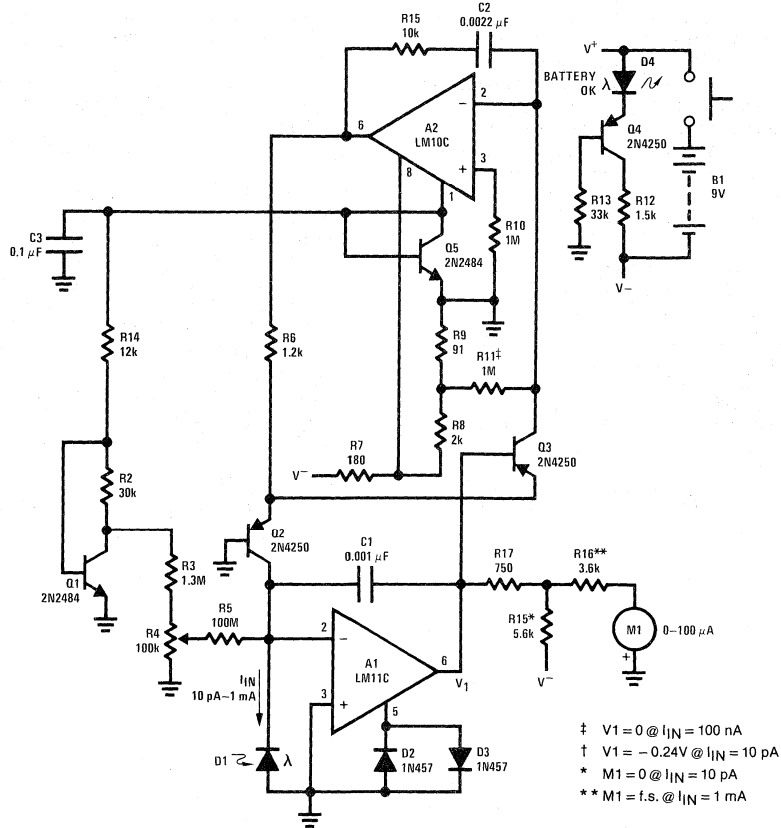 R15
10k
C2
0.0022 µF
V+
D4
BATTERY
OK
λ
Q4
2N4250
B1
9V
R13
33k
R12
1.5k
V−
6
A2
LM10C
2
−
3
+
8
1
R10
1M
C3
0.1 µF
Q5
2N2484
R14
12k
R6
1.2k
R9
91
R11‡
1M
R8
2k
R7
180
V−
Q3
2N4250
R2
30k
Q2
2N4250
C1
0.001 µF
Q1
2N2484
R3
1.3M
R17
750
R16**
3.6k
R4
100k
R5
100M
R15*
5.6k
M1
+
0–100 µA
V−
2
−
A1
LM11C
6
V1
3
+
5
IIN
10 pA~1 mA
D1
λ
D2
1N457
D3
1N457
‡ V1 = 0 @ IIN = 100 nA
† V1 = −0.24V @ IIN = 10 pA
* M1 = 0 @ IIN = 10 pA
** M1 = f.s. @ IIN = 1 mA